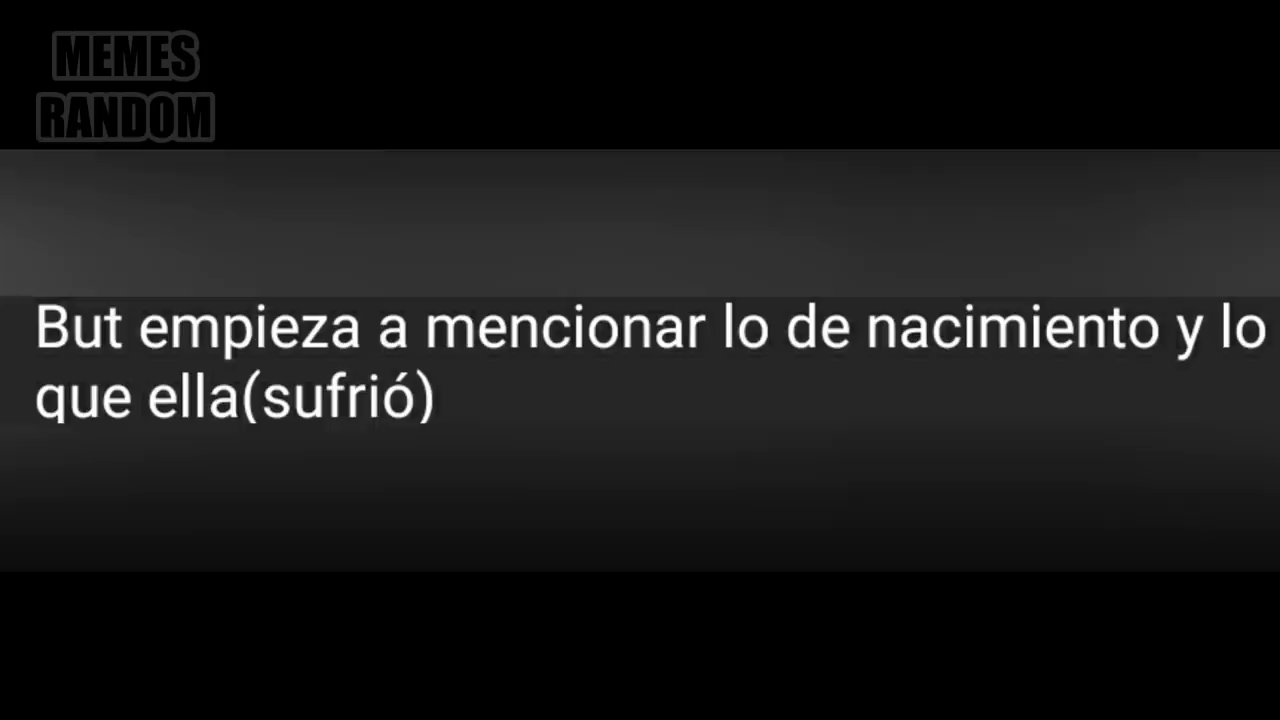 MEMES
RANDOM
But empieza a mencionar lo de nacimiento y lo
que ella(sufrió)